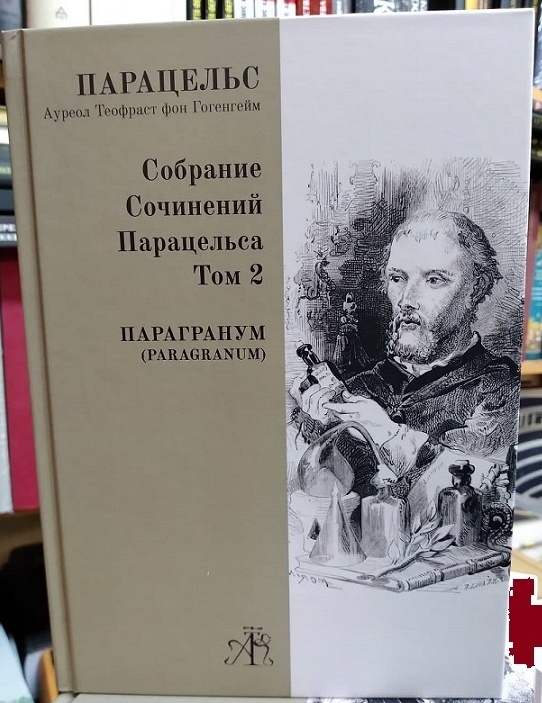 ПАРАЦЕЛЬС
Ауреол Теофраст фон Гогенгейм
Собрание
Сочинений
Парацельса
Том 2
ПАРАГРАНУМ
(PARAGRANUM)